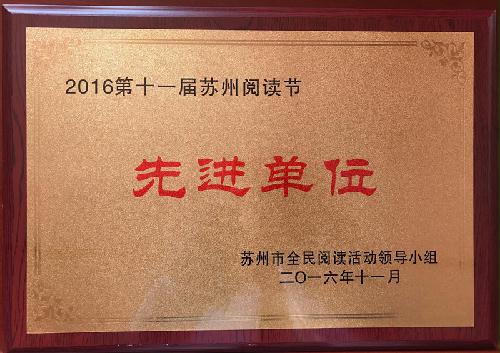 2016第十一届苏州阅读节
先进单位
苏州市全民阅读活动领导小组
二〇一六年十一月